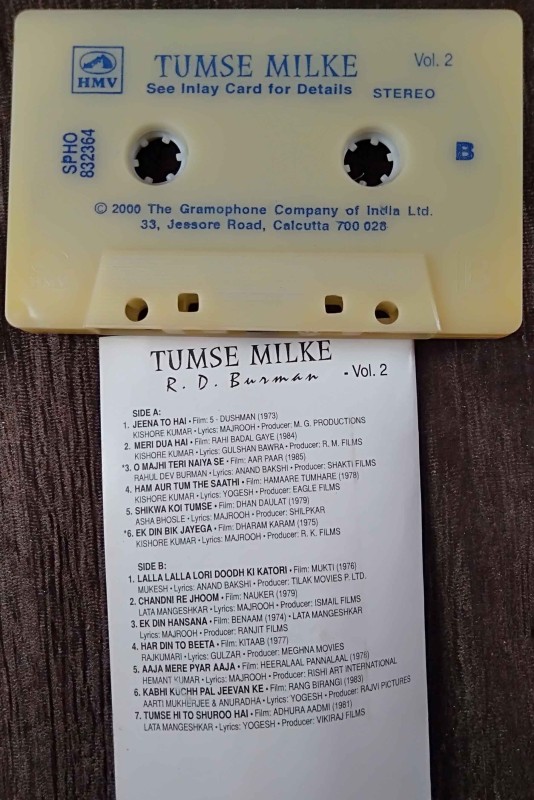 HMV
TUMSE MILKE Vol. 2
See Inlay Card for Details STEREO
SPHO
832364
B
© 2000 The Gramophone Company of India Ltd.
33, Jessore Road, Calcutta 700 028
TUMSE MILKE
R. D. Burman - Vol. 2
SIDE A:
1. JEENA TO HAI • Film: 5 - DUSHMAN (1973)
KISHORE KUMAR • Lyrics: MAJROOH • Producer: M. G. PRODUCTIONS
2. MERI DUA HAI • Film: RAHI BADAL GAYE (1984)
KISHORE KUMAR • Lyrics: GULSHAN BAWRA • Producer: R. M. FILMS
*3. O MAJHI TERI NAIYA SE • Film: AAR PAAR (1985)
RAHUL DEV BURMAN • Lyrics: ANAND BAKSHI • Producer: SHAKTI FILMS
4. HAM AUR TUM THE SAATHI • Film: HAMAARE TUMHARE (1978)
KISHORE KUMAR • Lyrics: YOGESH • Producer: EAGLE FILMS
5. SHIKWA KOI TUMSE • Film: DHAN DAULAT (1979)
ASHA BHOSLE • Lyrics: MAJROOH • Producer: SHILPKAR
*6. EK DIN BIK JAYEGA • Film: DHARAM KARAM (1975)
KISHORE KUMAR • MAJROOH • Producer: R. K. FILMS
SIDE B:
1. LALLA LALLA LORI DOODH KI KATORI • Film: MUKTI (1976)
MUKESH • Lyrics: ANAND BAKSHI • Producer: TILAK MOVIES P. LTD.
2. CHANDNI RE JHOOM • Film: NAUKER (1979)
LATA MANGESHKAR • Lyrics: MAJROOH • Producer: ISMAIL FILMS
3. EK DIN HANSANA • Film: BENAAM (1974) • LATA MANGESHKAR
Lyrics: MAJROOH • Producer: RANJIT FILMS
4. HAR DIN TO BEETA • Film: KITAAB (1977)
RAJKUMARI • Lyrics: GULZAR • Producer: MEGHNA MOVIES
5. AAJA MERE PYAR AAJA • Film: HEERALAAL PANNALAAL (1978)
HEMANT KUMAR • Lyrics: MAJROOH • Producer: RISHI ART INTERNATIONAL
6. KABHI KUCHH PAL JEEVAN KE • Film: RANG BIRANGI (1983)
AARTI MUKHERJEE & ANURADHA • Lyrics: YOGESH • Producer: RAJVI PICTURES
7. TUMSE HI TO SHUROO HAI • Film: ADHURA AADMI (1981)
LATA MANGESHKAR • Lyrics: YOGESH • Producer: VIKIRAJ FILMS